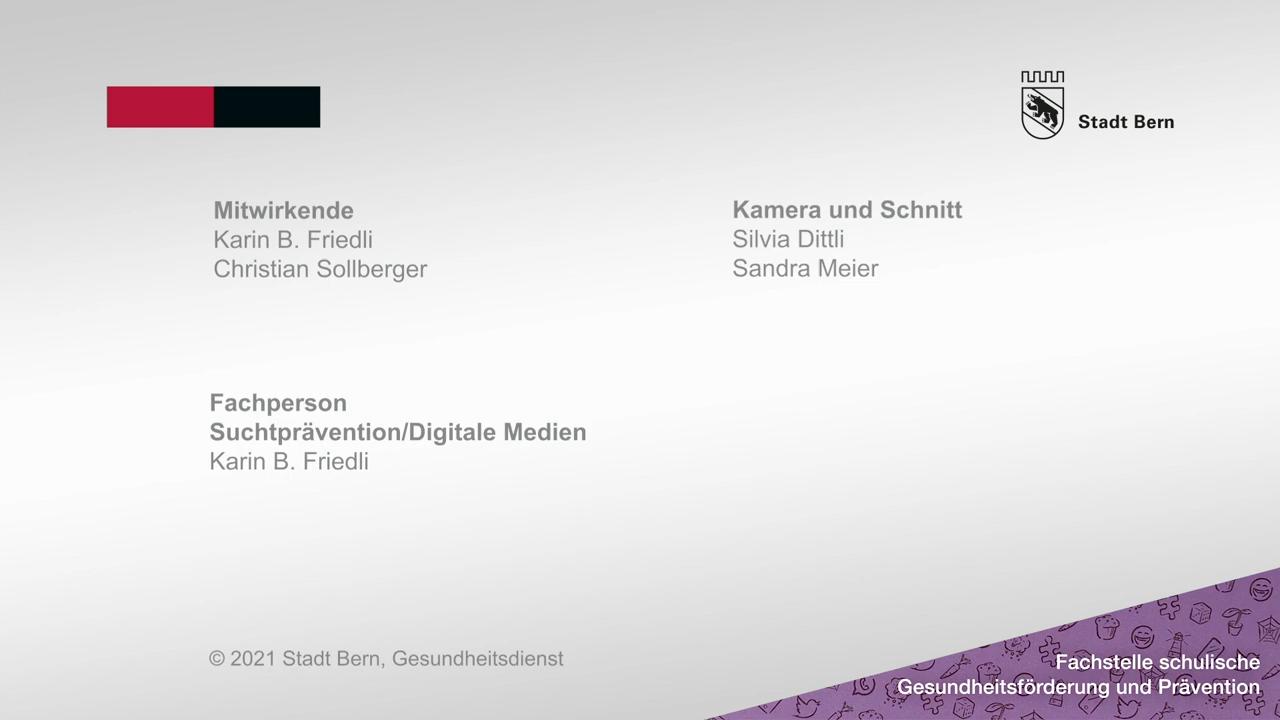 Stadt Bern
Mitwirkende
Karin B. Friedli
Christian Sollberger
Kamera und Schnitt
Silvia Dittli
Sandra Meier
Fachperson
Suchtprävention/Digitale Medien
Karin B. Friedli
© 2021 Stadt Bern, Gesundheitsdienst
Fachstelle schulische
Gesundheitsförderung und Prävention